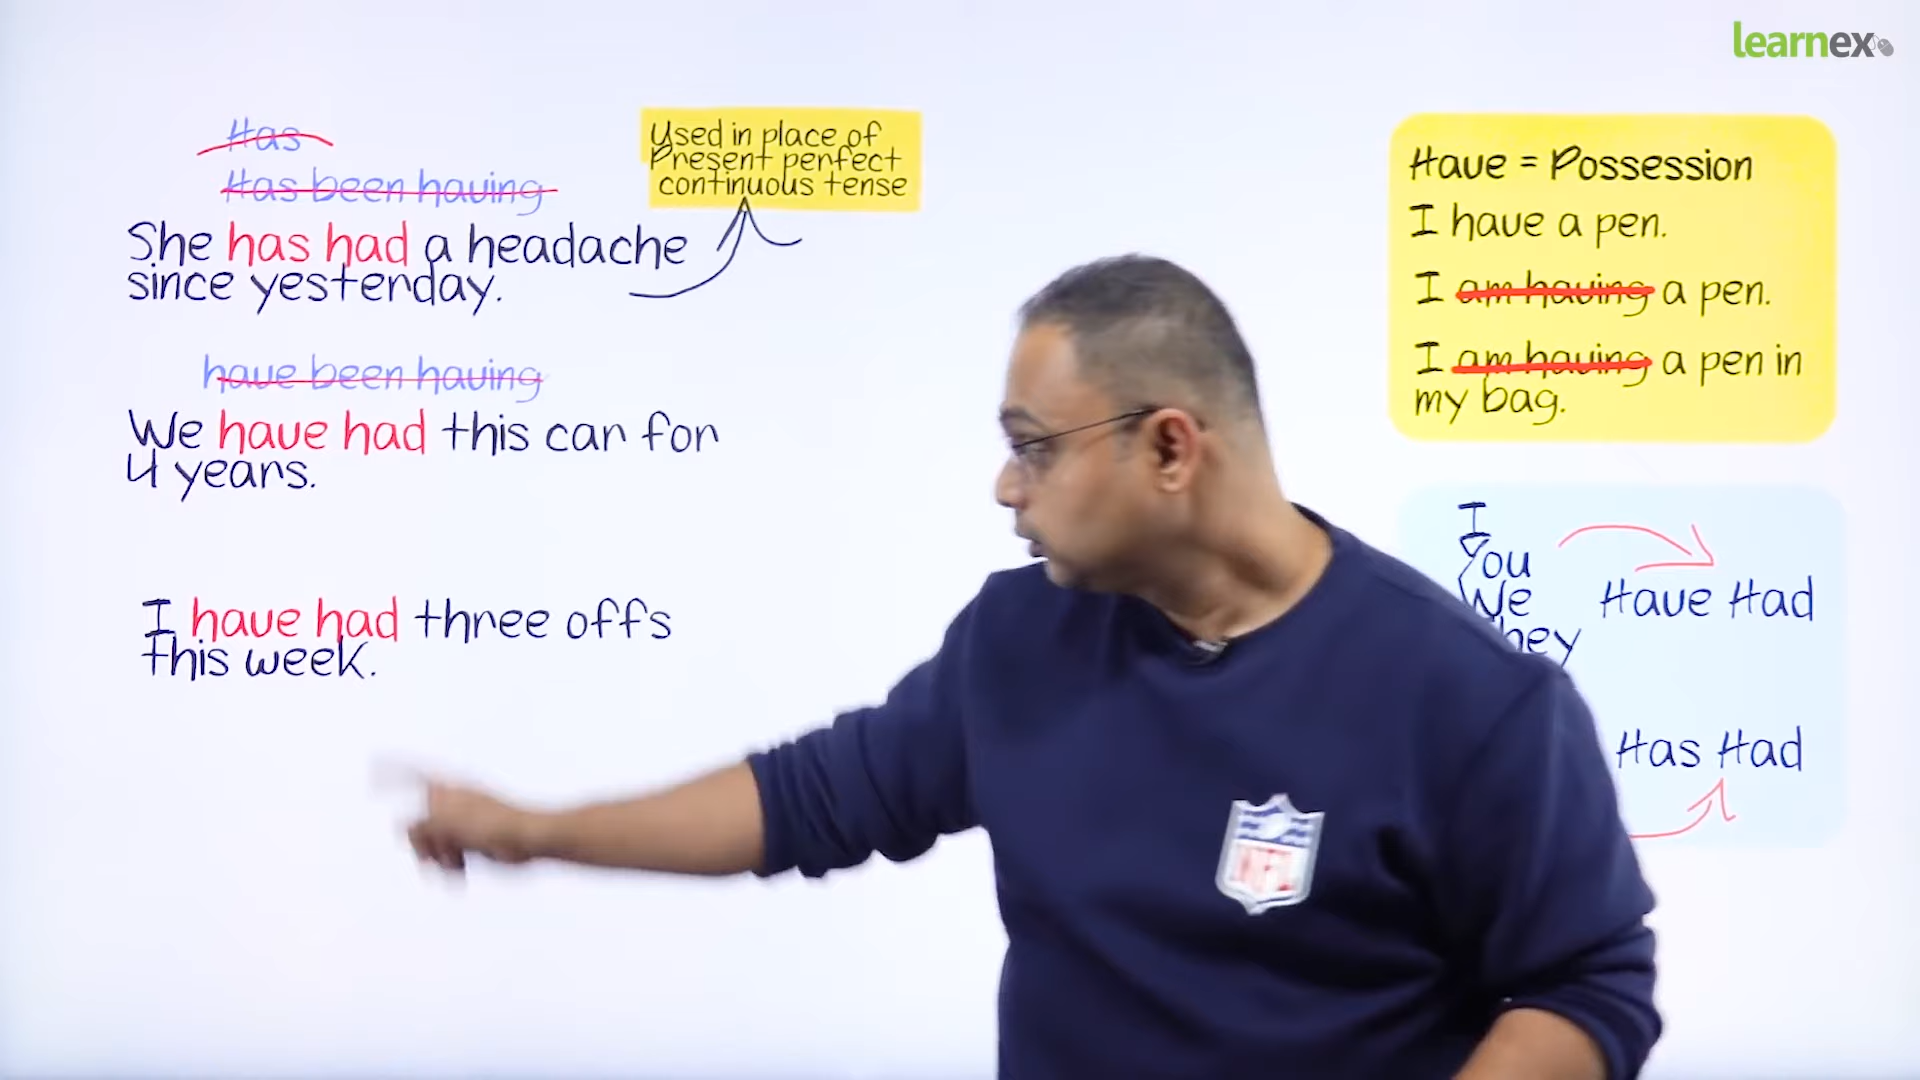 learnex
Has
Has been having
She has had a headache
since yesterday.
Used in place of
Present perfect
continuous tense
have been having
We have had this car for
4 years.
I have had three offs
This week.
Have = Possession
I have a pen.
I am having a pen.
I am having a pen in
my bag.
I
You
We
hey
Have Had
Has Had
NFL